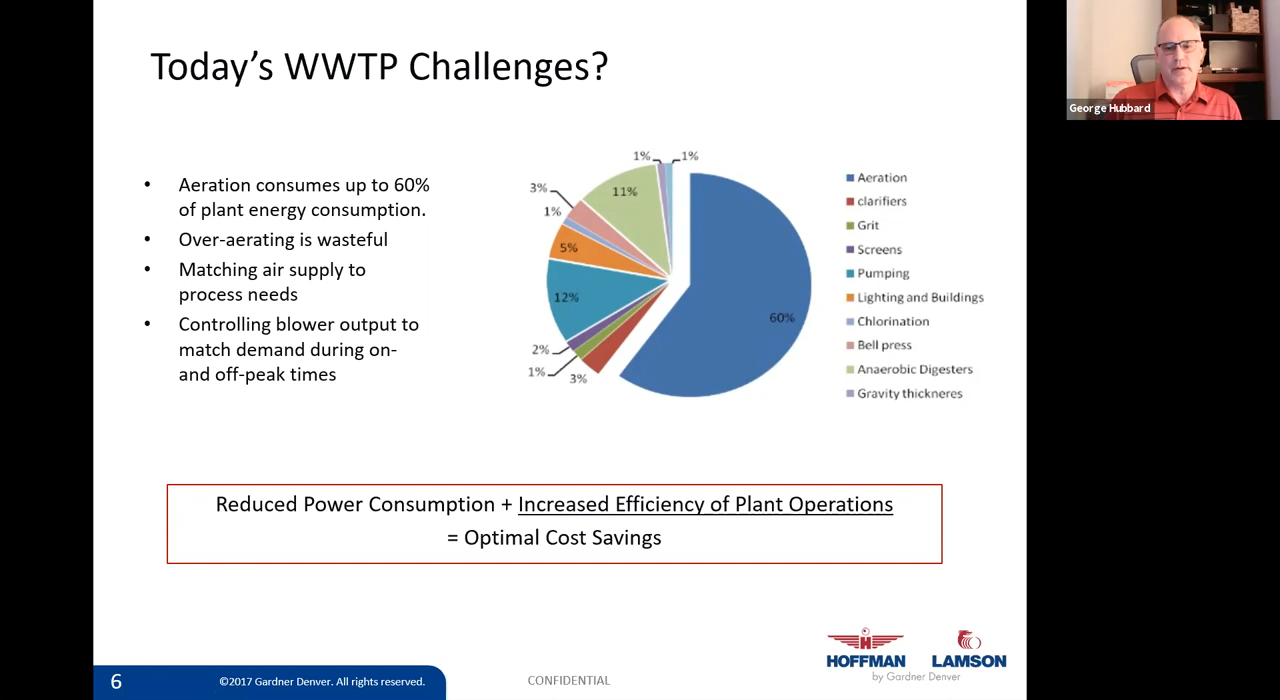 Today's WWTP Challenges?
• Aeration consumes up to 60%
of plant energy consumption.
• Over-aerating is wasteful
• Matching air supply to
process needs
• Controlling blower output to
match demand during on-
and off-peak times
1%
1%
3%
11%
1%
5%
12%
60%
2%
1%
3%
Aeration
clarifiers
Grit
Screens
Pumping
Lighting and Buildings
Chlorination
Bell press
Anaerobic Digesters
Gravity thickneres
Reduced Power Consumption + Increased Efficiency of Plant Operations
= Optimal Cost Savings
HOFFMAN
LAMSON
by Gardner Denver
6
©2017 Gardner Denver. All rights reserved.
CONFIDENTIAL
George Hubbard